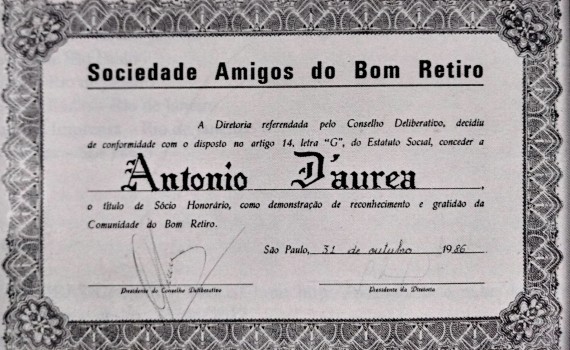 Sociedade Amigos do Bom Retiro
A Diretoria referendada pelo Conselho Deliberativo, decidiu
de conformidade com o disposto no artigo 14, letra "G", do Estatuto Social, conceder a
Antonio D'aurea,
o título de Sócio Honorário, como demonstração de reconhecimento e gratidão da
Comunidade do Bom Retiro.
São Paulo, 31 de outubro 1986
Presidente do Conselho Deliberativo
Presidente da Diretoria